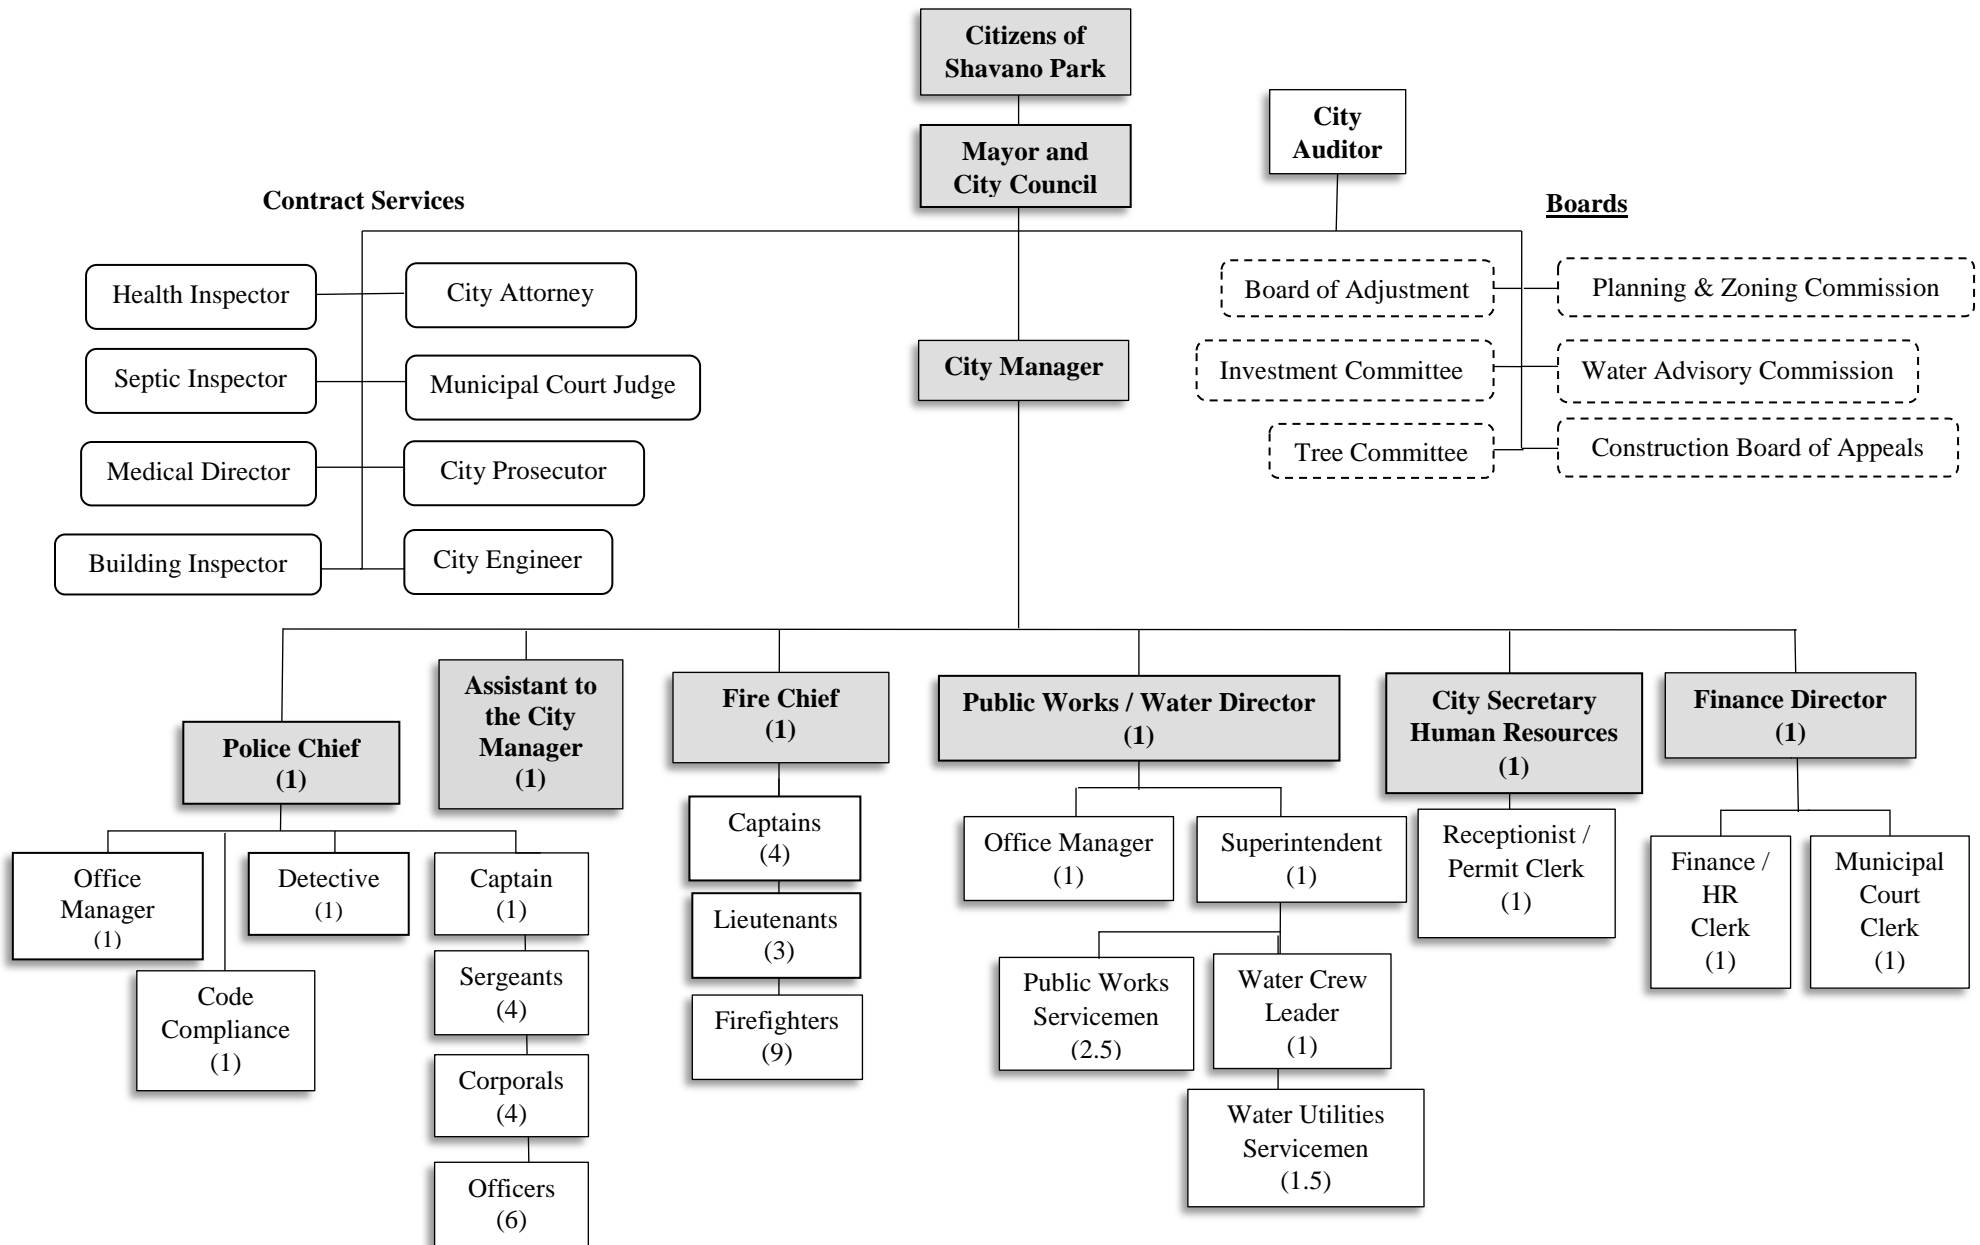 Citizens of
Shavano Park
City
Auditor
Mayor and
City Council
Contract Services
Boards
Health Inspector
City Attorney
Board of Adjustment
Planning & Zoning Commission
Septic Inspector
Municipal Court Judge
City Manager
Investment Committee
Water Advisory Commission
Medical Director
City Prosecutor
Tree Committee
Construction Board of Appeals
Building Inspector
City Engineer
Police Chief
(1)
Assistant to
the City
Manager
(1)
Fire Chief
(1)
Public Works / Water Director
(1)
City Secretary
Human Resources
(1)
Finance Director
(1)
Office
Manager
(1)
Code
Compliance
(1)
Detective
(1)
Captain
(1)
Sergeants
(4)
Corporals
(4)
Officers
(6)
Captains
(4)
Lieutenants
(3)
Firefighters
(9)
Office Manager
(1)
Superintendent
(1)
Public Works
Servicemen
(2.5)
Water Crew
Leader
(1)
Water Utilities
Servicemen
(1.5)
Receptionist /
Permit Clerk
(1)
Finance /
HR
Clerk
(1)
Municipal
Court
Clerk
(1)